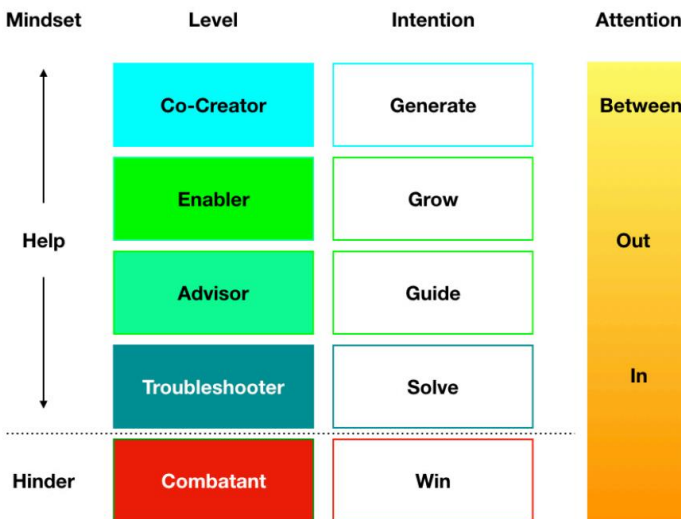 Mindset Level Intention Attention
Co-Creator Generate Between
Enabler Grow
Help Out
Advisor Guide
Troubleshooter Solve In
Hinder Combatant Win